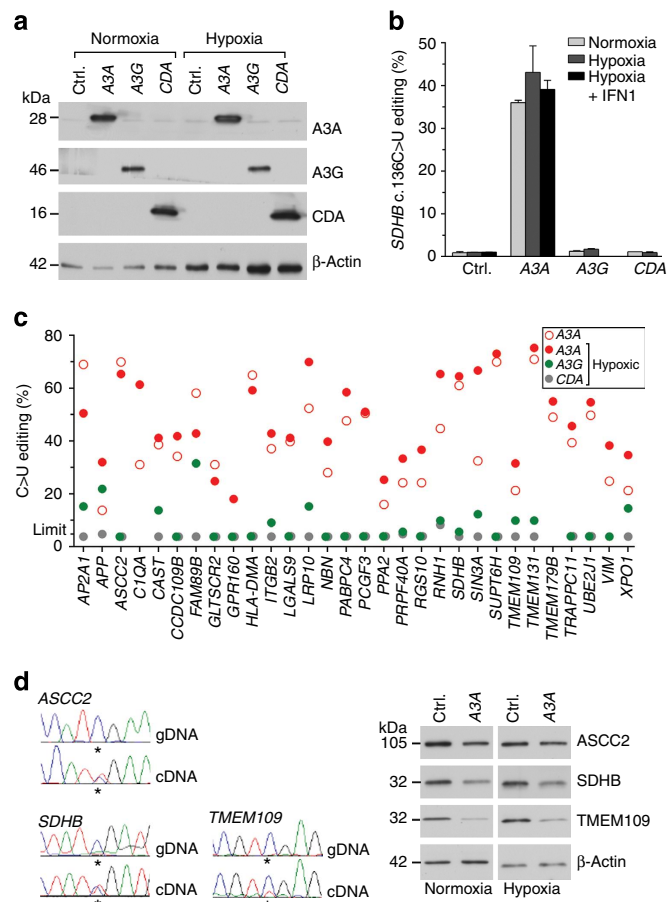 a
Normoxia Hypoxia
Ctrl. A3A A3G CDA Ctrl. A3A A3G CDA
kDa
28 A3A
46 A3G
16 CDA
42 β-Actin
b
SDHB c.136C>U editing (%)
50
40
30
20
10
0
Normoxia
Hypoxia
Hypoxia
+ IFN1
Ctrl. A3A A3G CDA
c
C>U editing (%)
80
60
40
20
Limit
0
A3A
A3A
A3G
CDA
Hypoxic
AP2A1
APP
ASCC2
C1QA
CAST
CCDC109B
FAM89B
GLTSCR2
GPR160
HLA-DMA
ITGB2
LGALS9
LRP10
NBN
PABPC4
PCGF3
PPA2
PRPF40A
RGS10
RNH1
SDHB
SIN3A
SUPT6H
TMEM109
TMEM131
TMEM179B
TRAPPC11
UBE2J1
VIM
XPO1
d
ASCC2
gDNA
*
cDNA
*
SDHB
gDNA
*
cDNA
*
TMEM109
gDNA
*
cDNA
*
Ctrl. A3A Ctrl. A3A
kDa
105 ASCC2
32 SDHB
32 TMEM109
42 β-Actin
Normoxia Hypoxia